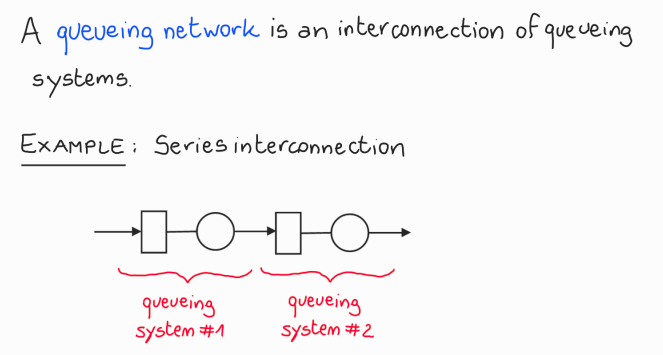 A queueing network is an interconnection of queueing
systems.
EXAMPLE: Series interconnection
queueing
system #1
queueing
system #2